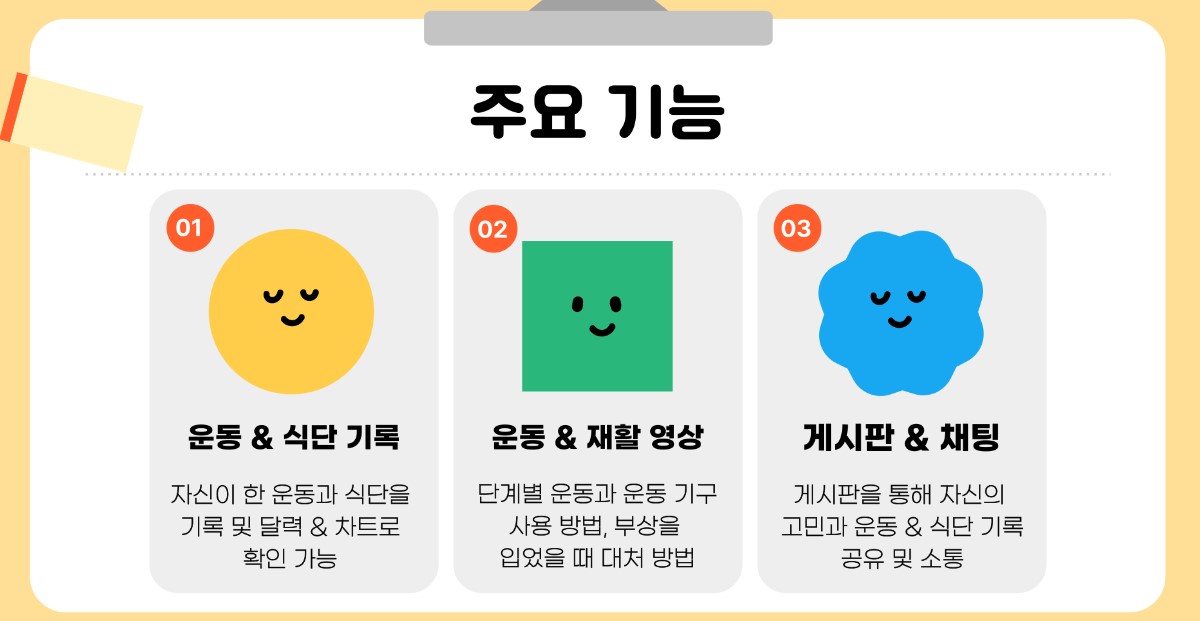 주요 기능
01
운동 & 식단 기록
자신이 한 운동과 식단을
기록 및 달력 & 차트로
확인 가능
02
운동 & 재활 영상
단계별 운동과 운동 기구
사용 방법, 부상을
입었을 때 대처 방법
03
게시판 & 채팅
게시판을 통해 자신의
고민과 운동 & 식단 기록
공유 및 소통